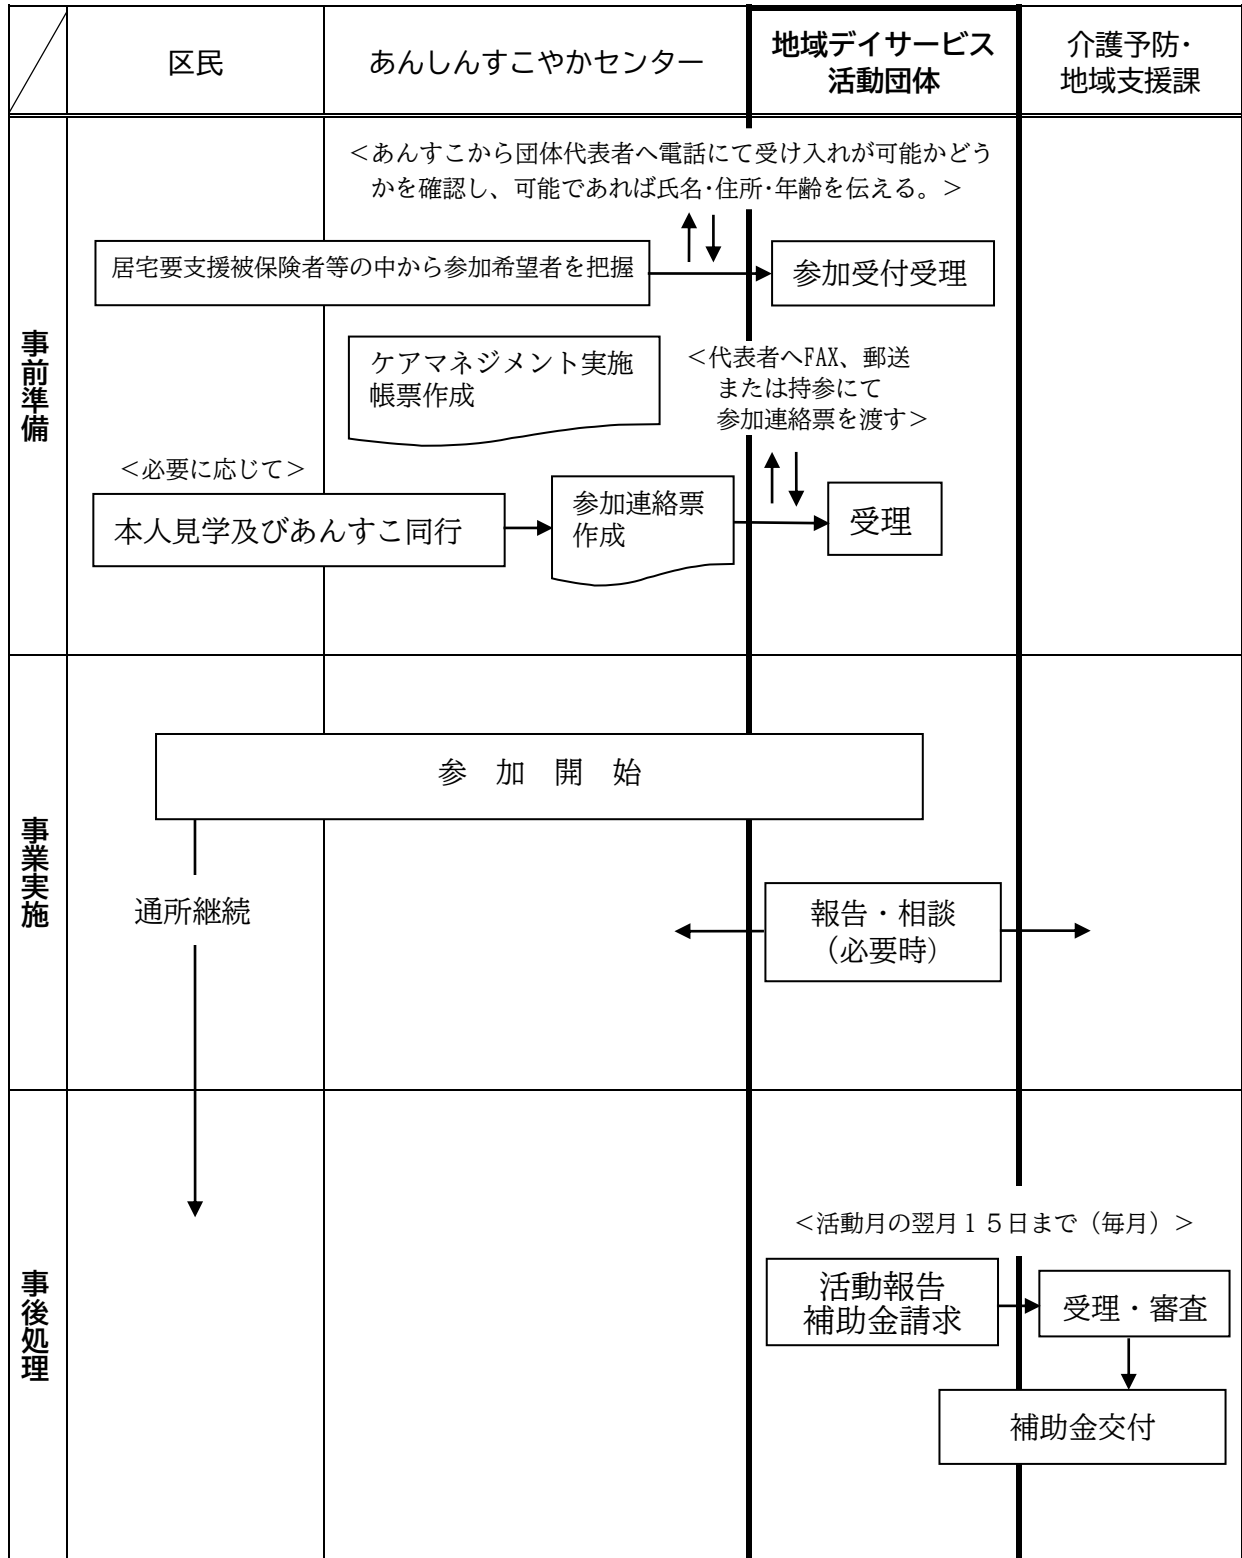 区民
あんしんすこやかセンター
地域デイサービス
活動団体
介護予防・
地域支援課
事前準備
＜あんすこから団体代表者へ電話にて受け入れが可能かどう
かを確認し、可能であれば氏名・住所・年齢を伝える。＞
居宅要支援被保険者等の中から参加希望者を把握
参加受付受理
ケアマネジメント実施
帳票作成
＜代表者へFAX、郵送
または持参にて
参加連絡票を渡す＞
＜必要に応じて＞
本人見学及びあんすこ同行
参加連絡票
作成
受理
事業実施
参　加　開　始
通所継続
報告・相談
（必要時）
事後処理
＜活動月の翌月１５日まで（毎月）＞
活動報告
補助金請求
受理・審査
補助金交付